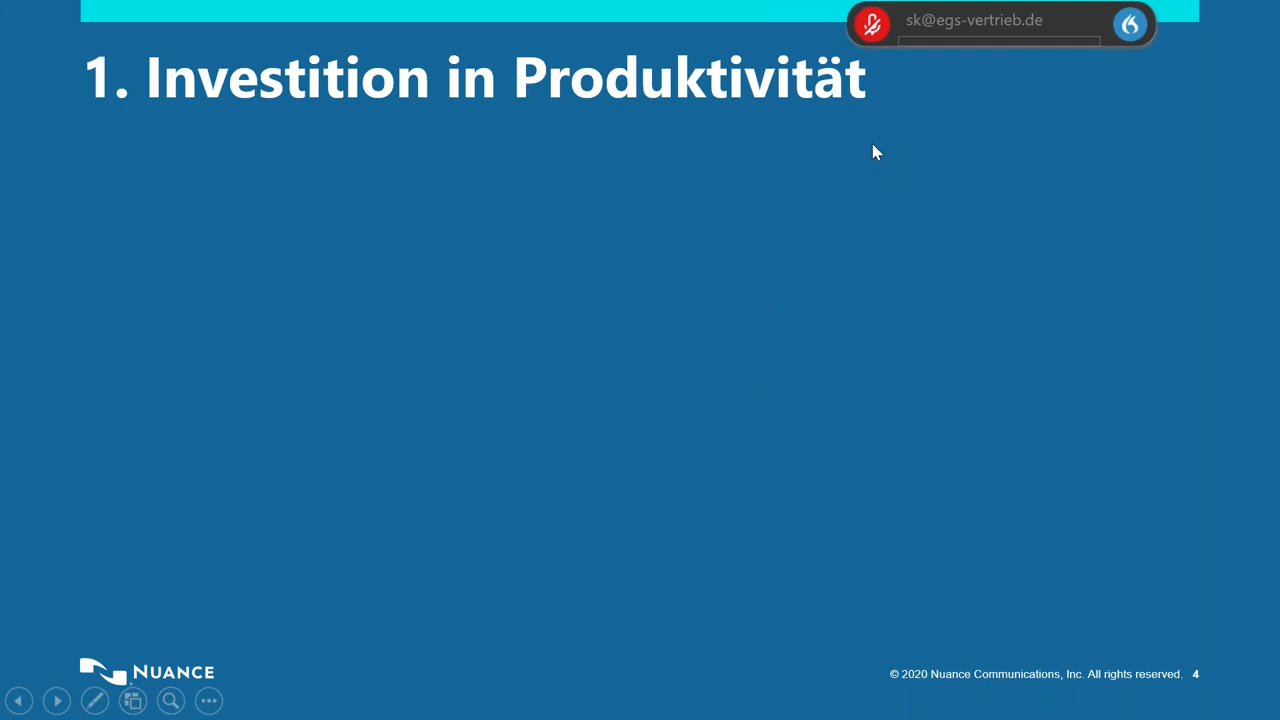 sk@egs-vertrieb.de
1. Investition in Produktivität
NUANCE
© 2020 Nuance Communications, Inc. All rights reserved. 4